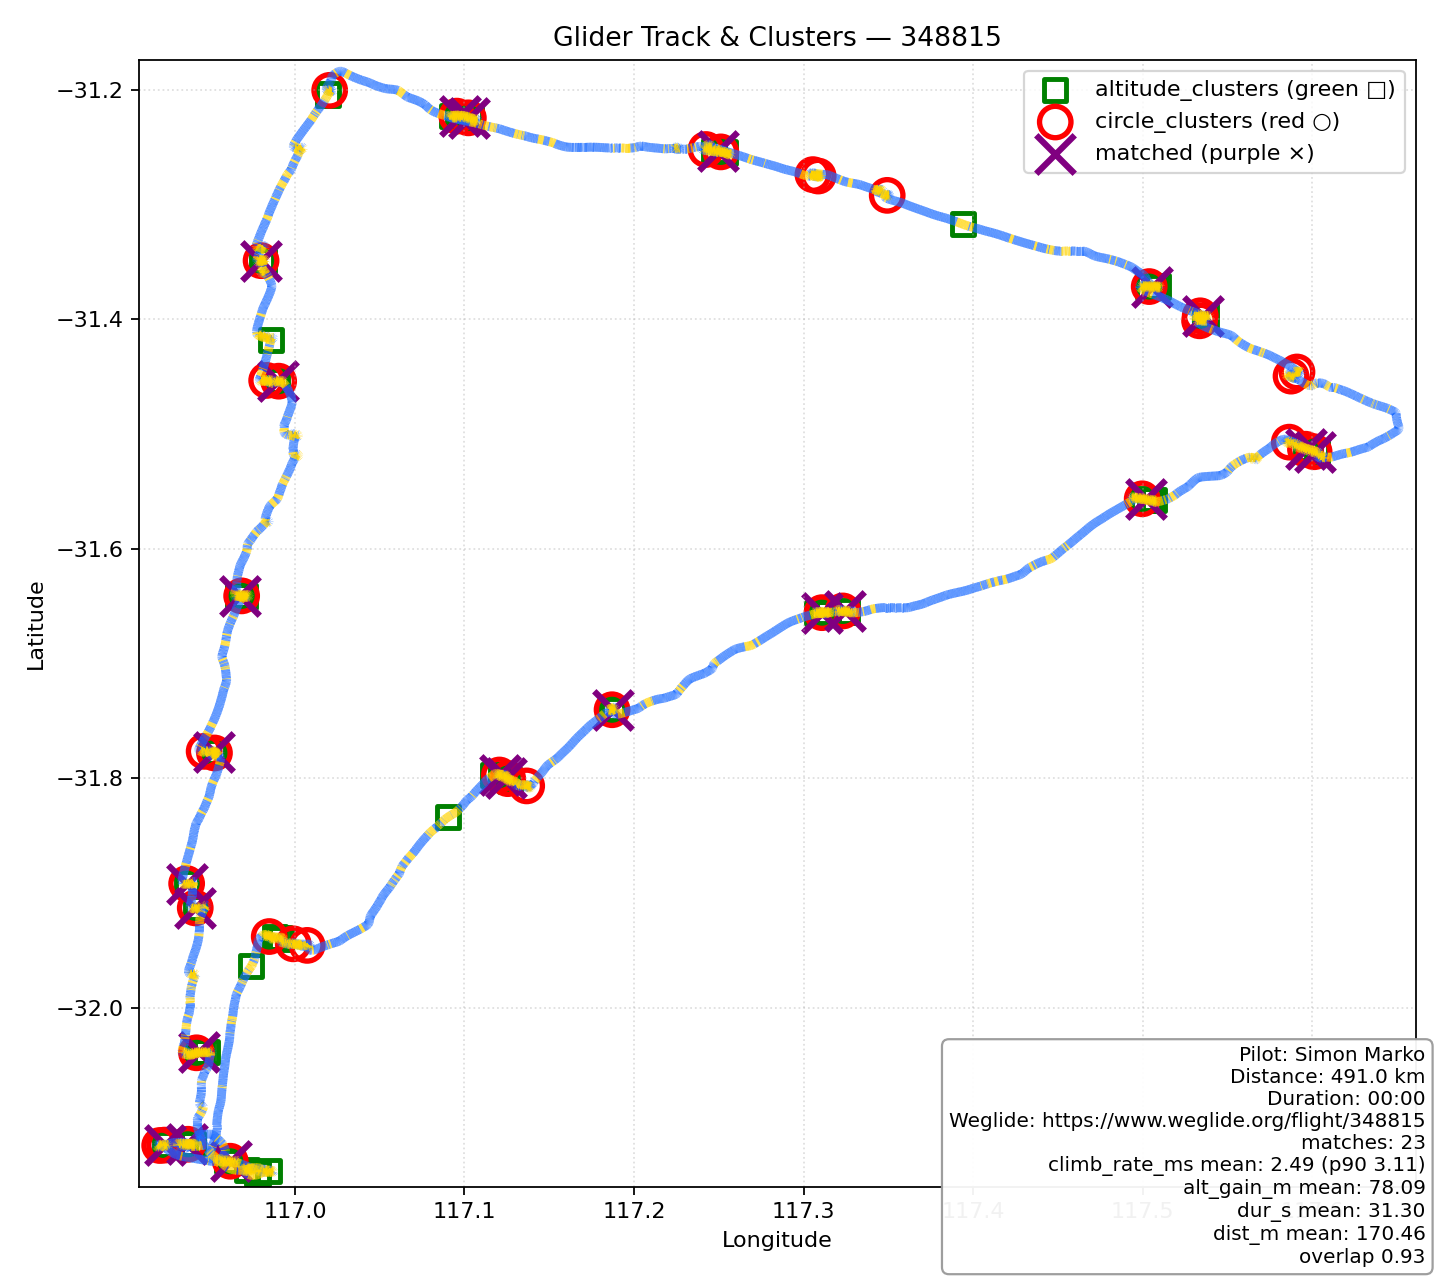 Glider Track & Clusters — 348815
altitude_clusters (green □)
circle_clusters (red ○)
matched (purple ×)
Latitude
−31.2
−31.4
−31.6
−31.8
−32.0
117.0
117.1
117.2
117.3
117.4
117.5
Longitude
Pilot: Simon Marko
Distance: 491.0 km
Duration: 00:00
Weglide: https://www.weglide.org/flight/348815
matches: 23
climb_rate_ms mean: 2.49 (p90 3.11)
alt_gain_m mean: 78.09
dur_s mean: 31.30
dist_m mean: 170.46
overlap 0.93